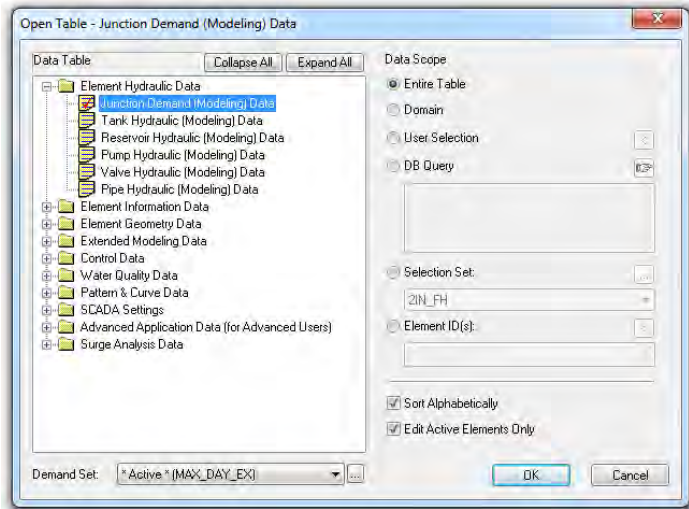 Open Table - Junction Demand (Modeling) Data
Data Table
Collapse All
Expand All
Element Hydraulic Data
Junction Demand (Modeling) Data
Tank Hydraulic (Modeling) Data
Reservoir Hydraulic (Modeling) Data
Pump Hydraulic (Modeling) Data
Valve Hydraulic (Modeling) Data
Pipe Hydraulic (Modeling) Data
Element Information Data
Element Geometry Data
Extended Modeling Data
Control Data
Water Quality Data
Pattern & Curve Data
SCADA Settings
Advanced Application Data (for Advanced Users)
Surge Analysis Data
Demand Set:
* Active * (MAX_DAY_EX)
...
Data Scope
Entire Table
Domain
User Selection
DB Query
Selection Set:
...
2IN_FH
Element ID(s):
Sort Alphabetically
Edit Active Elements Only
OK
Cancel